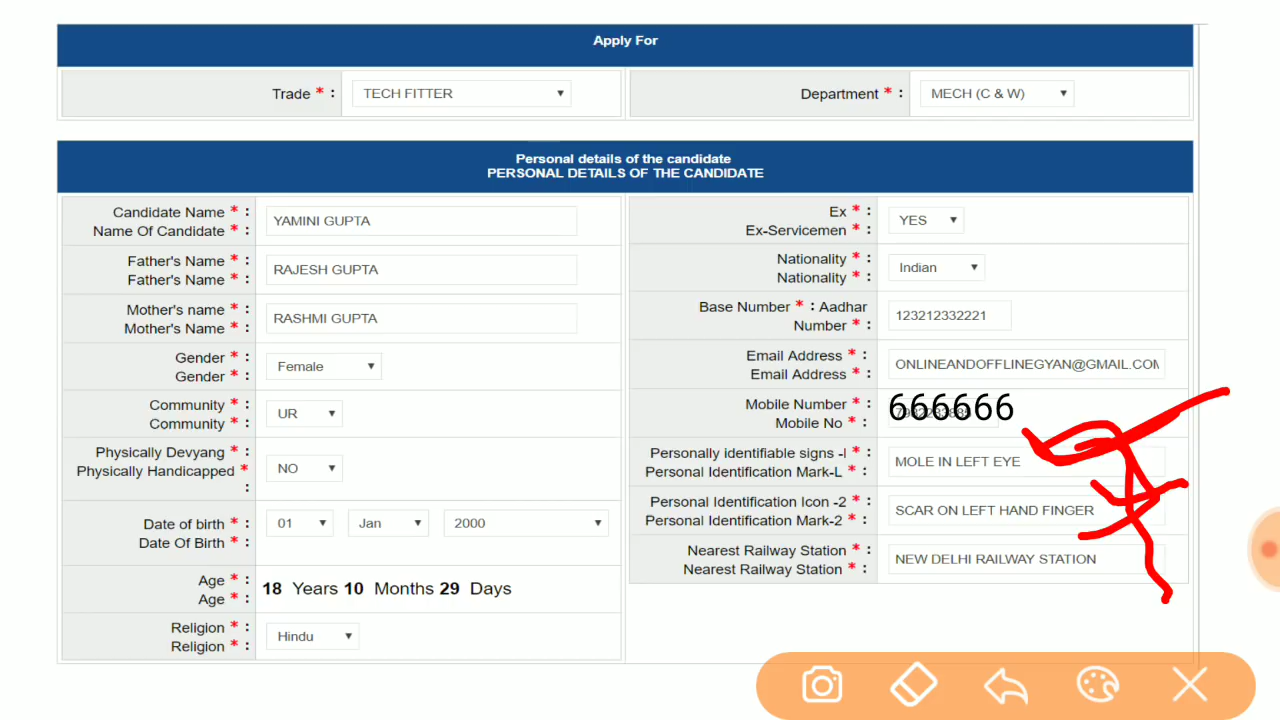 Apply For
Trade * : TECH FITTER
Department * : MECH (C & W)
Personal details of the candidate
PERSONAL DETAILS OF THE CANDIDATE
Candidate Name * :
Name Of Candidate * :
YAMINI GUPTA
Father's Name * :
Father's Name * :
RAJESH GUPTA
Mother's name * :
Mother's Name * :
RASHMI GUPTA
Gender * :
Gender * :
Female
Community * :
Community * :
UR
Physically Devyang * :
Physically Handicapped *
:
NO
Date of birth * :
Date Of Birth * :
01 Jan 2000
Age * :
Age * :
18 Years 10 Months 29 Days
Religion * :
Religion * :
Hindu
Ex * :
Ex-Servicemen * :
YES
Nationality * :
Nationality * :
Indian
Base Number * : Aadhar
Number * :
123212332221
Email Address * :
Email Address * :
ONLINEANDOFFLINEGYAN@GMAIL.COM
Mobile Number * :
Mobile No * :
666666
Personally identifiable signs -I * :
Personal Identification Mark-L * :
MOLE IN LEFT EYE
Personal Identification Icon -2 * :
Personal Identification Mark-2 * :
SCAR ON LEFT HAND FINGER
Nearest Railway Station * :
Nearest Railway Station * :
NEW DELHI RAILWAY STATION